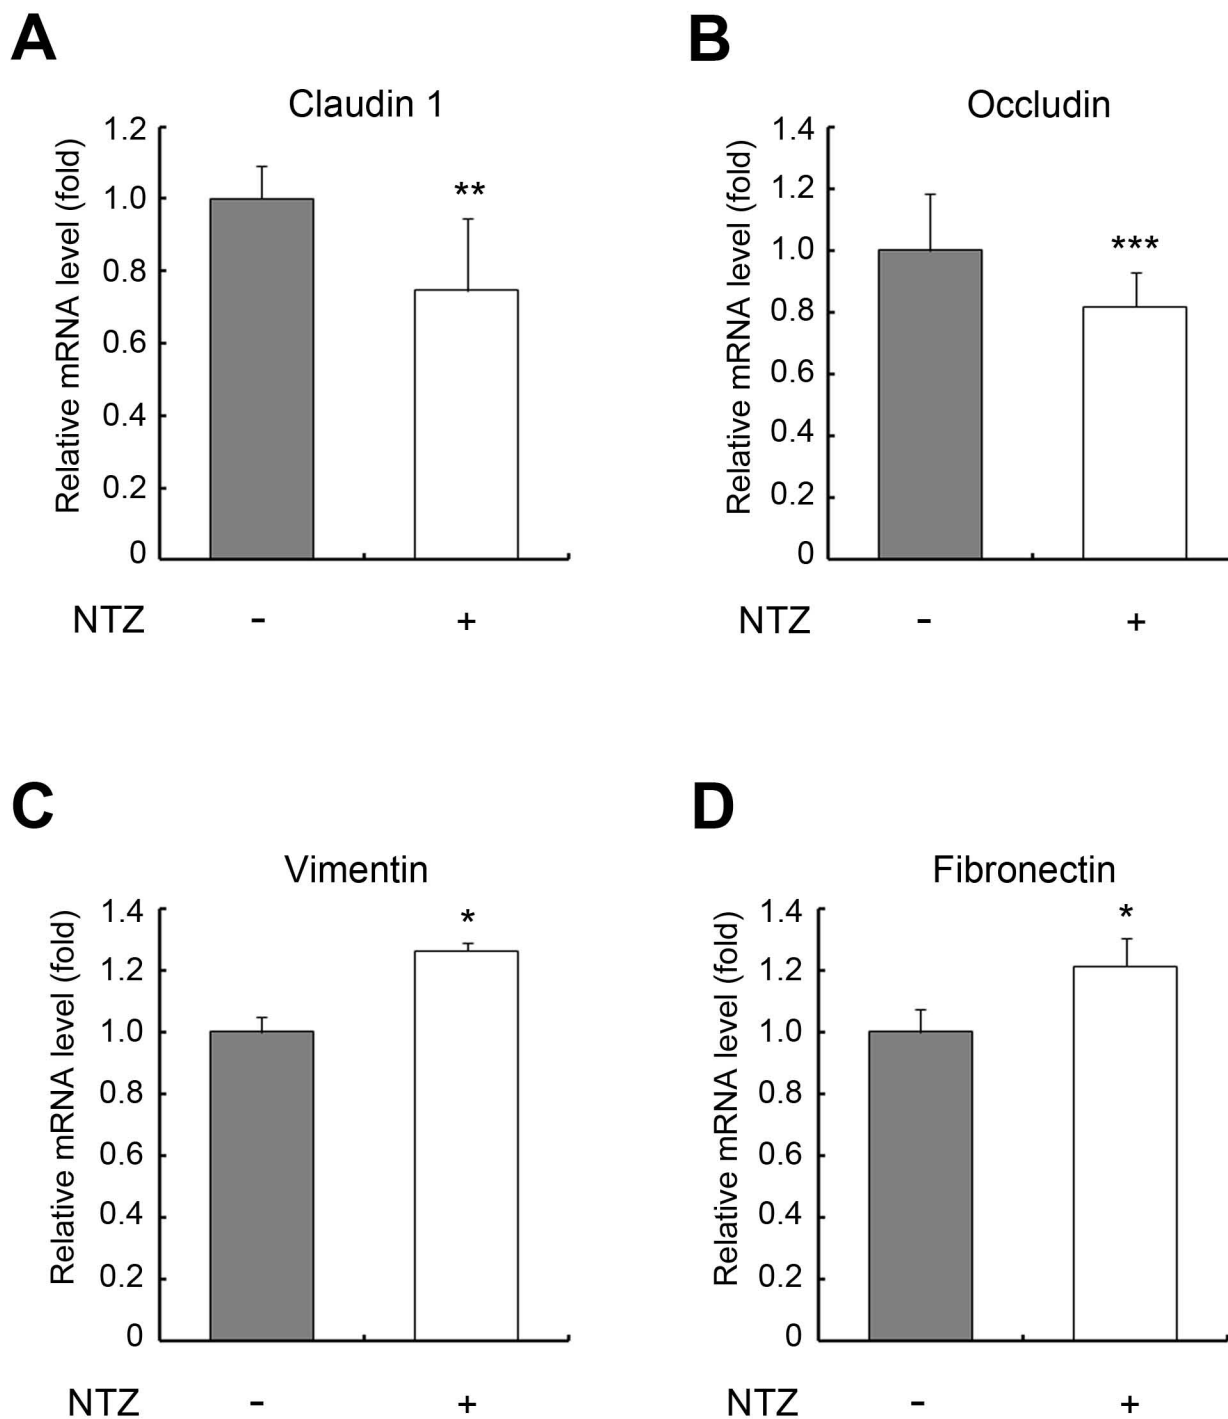 A
Claudin 1
Relative mRNA level (fold)
1.2
1.0
0.8
0.6
0.4
0.2
0
**
NTZ - +
B
Occludin
Relative mRNA level (fold)
1.4
1.2
1.0
0.8
0.6
0.4
0.2
0
***
NTZ - +
C
Vimentin
Relative mRNA level (fold)
1.4
1.2
1.0
0.8
0.6
0.4
0.2
0
*
NTZ - +
D
Fibronectin
Relative mRNA level (fold)
1.4
1.2
1.0
0.8
0.6
0.4
0.2
0
*
NTZ - +